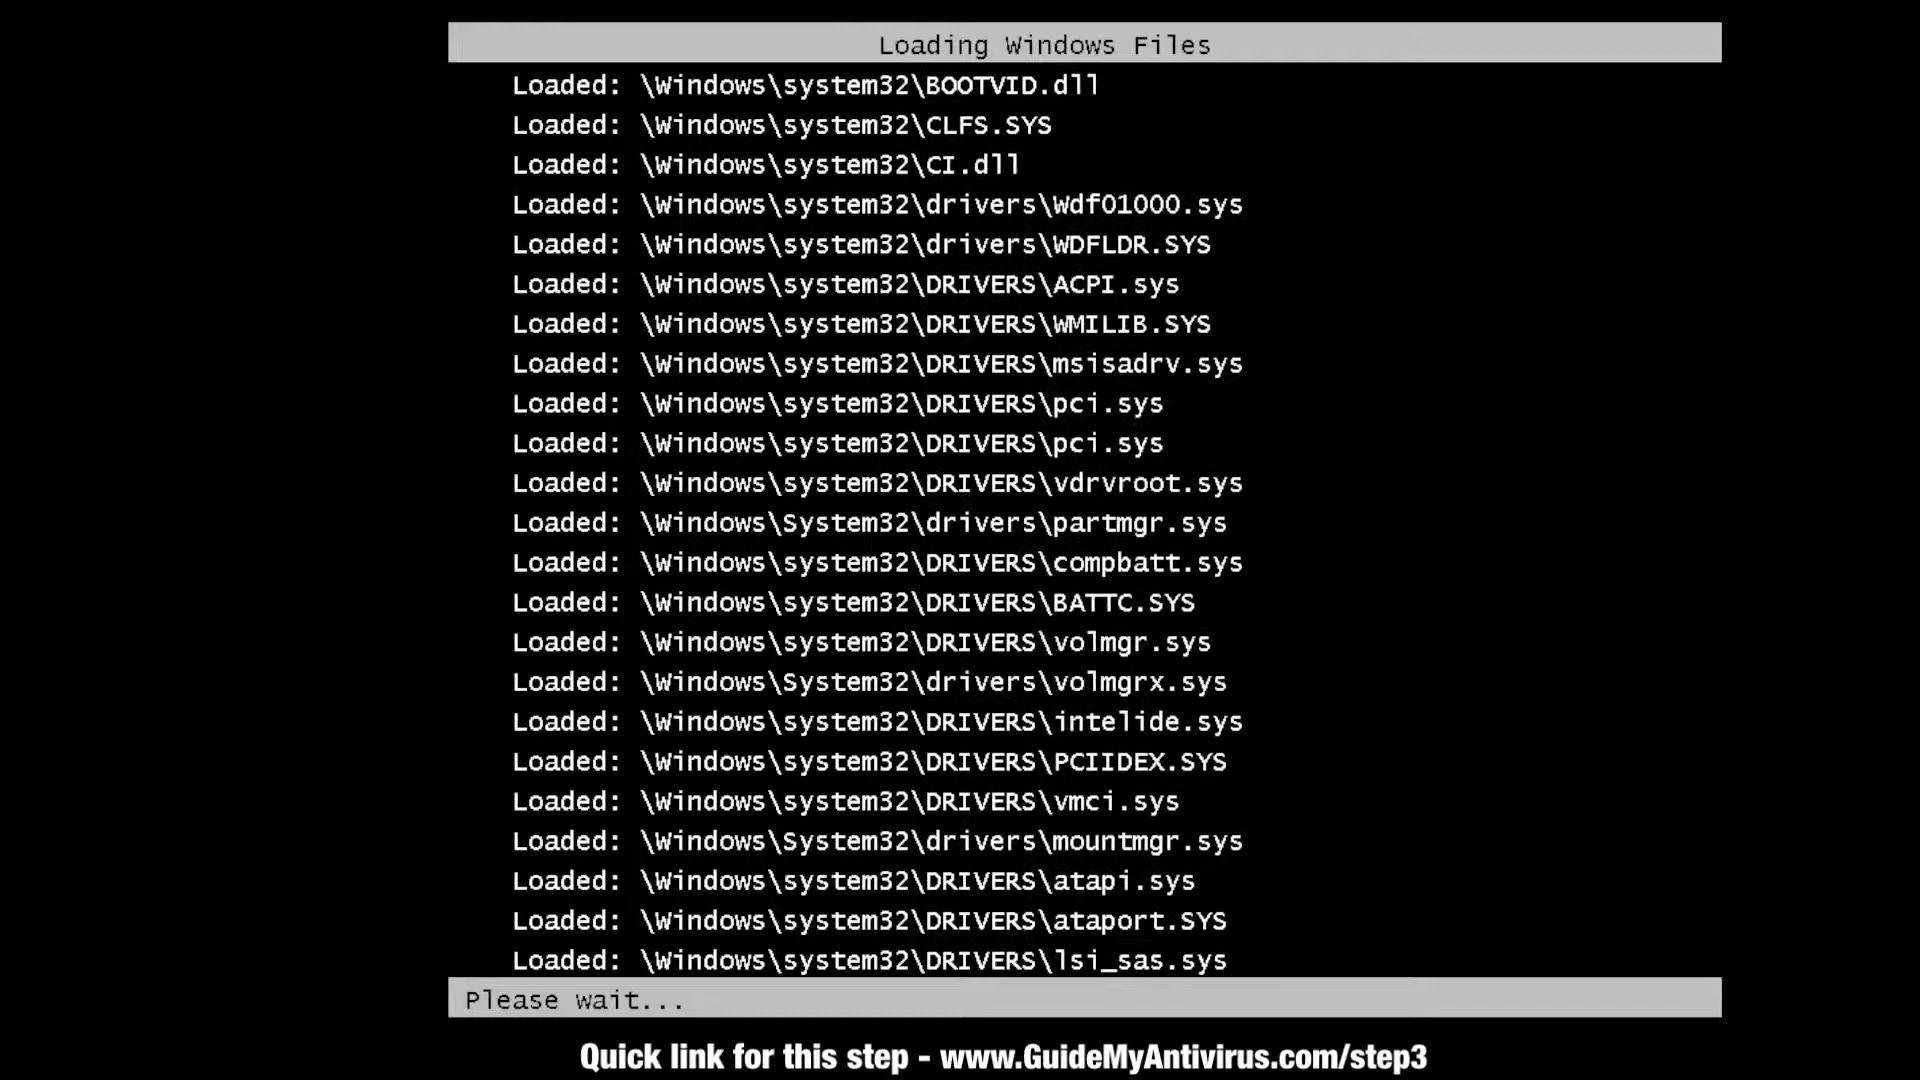 Loading Windows Files
Loaded: \Windows\system32\BOOTVID.dll
Loaded: \Windows\system32\CLFS.SYS
Loaded: \Windows\system32\CI.dll
Loaded: \Windows\system32\drivers\Wdf01000.sys
Loaded: \Windows\system32\drivers\WDFLDR.SYS
Loaded: \Windows\system32\DRIVERS\ACPI.sys
Loaded: \Windows\system32\DRIVERS\WMILIB.SYS
Loaded: \Windows\system32\DRIVERS\msisadrv.sys
Loaded: \Windows\system32\DRIVERS\pci.sys
Loaded: \Windows\system32\DRIVERS\pci.sys
Loaded: \Windows\system32\DRIVERS\vdrvroot.sys
Loaded: \Windows\System32\drivers\partmgr.sys
Loaded: \Windows\system32\DRIVERS\compbatt.sys
Loaded: \Windows\system32\DRIVERS\BATTC.SYS
Loaded: \Windows\system32\DRIVERS\volmgr.sys
Loaded: \Windows\System32\drivers\volmgrx.sys
Loaded: \Windows\system32\DRIVERS\intelide.sys
Loaded: \Windows\system32\DRIVERS\PCIIDEX.SYS
Loaded: \Windows\system32\DRIVERS\vmci.sys
Loaded: \Windows\System32\drivers\mountmgr.sys
Loaded: \Windows\system32\DRIVERS\atapi.sys
Loaded: \Windows\system32\DRIVERS\ataport.SYS
Loaded: \Windows\system32\DRIVERS\lsi_sas.sys
Please wait...
Quick link for this step - www.GuideMyAntivirus.com/step3